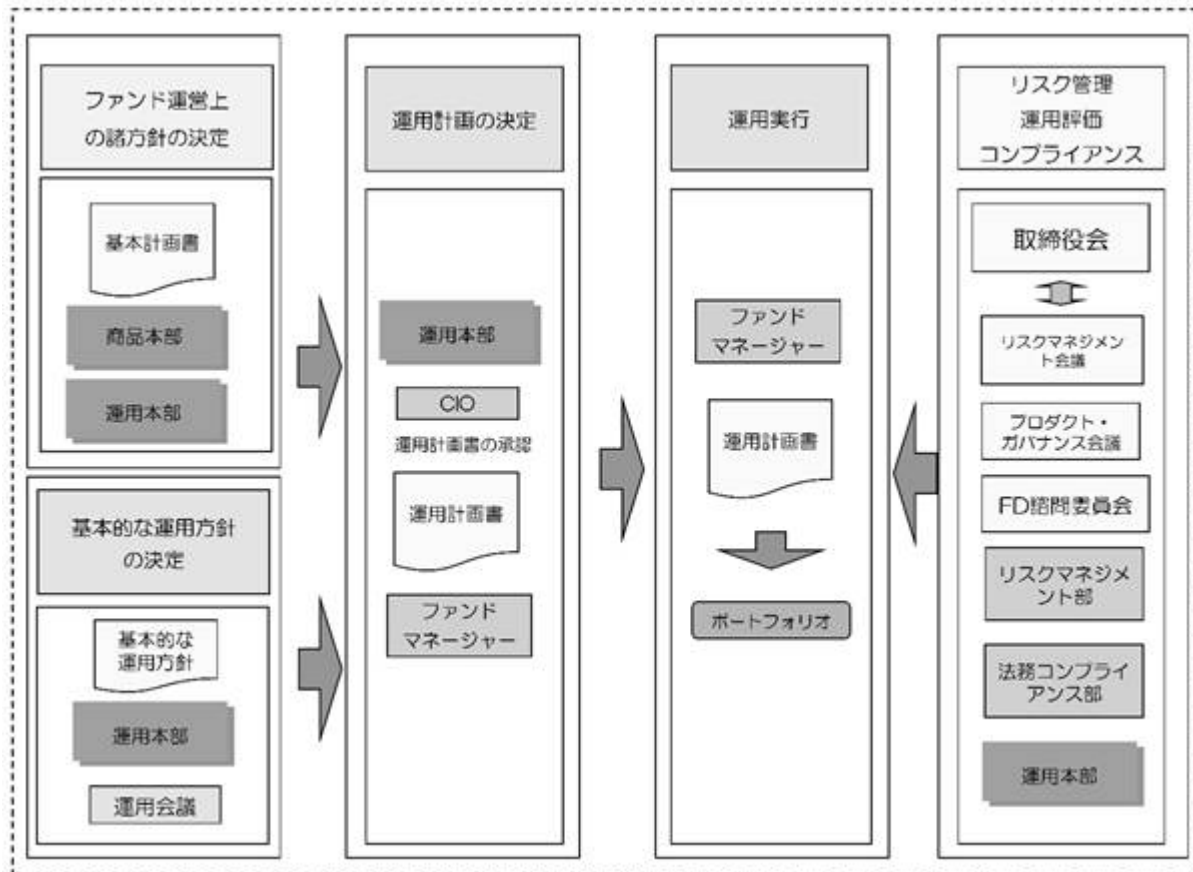 ファンド運営上
の諸方針の決定
基本計画書
商品本部
運用本部
基本的な運用方針
の決定
基本的な
運用方針
運用本部
運用会議
運用計画の決定
運用本部
CIO
運用計画書の承認
運用計画書
ファンド
マネージャー
運用実行
ファンド
マネージャー
運用計画書
ポートフォリオ
リスク管理
運用評価
コンプライアンス
取締役会
リスクマネジメン
ト会議
プロダクト・
ガバナンス会議
FD諮問委員会
リスクマネジメ
ント部
法務コンプライ
アンス部
運用本部